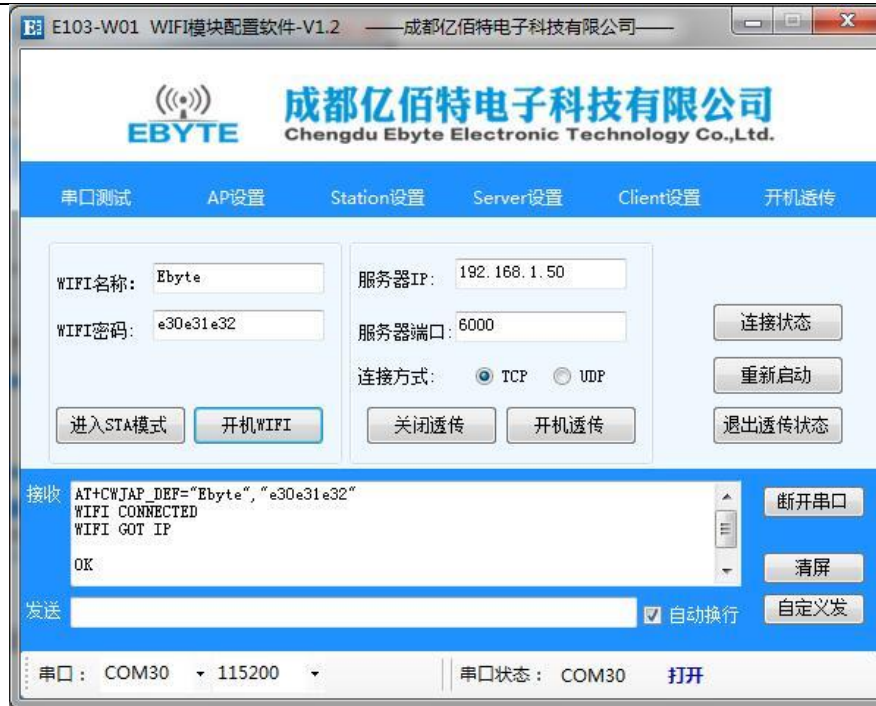 E103-W01 WIFI模块配置软件-V1.2 ——成都亿佰特电子科技有限公司——
EBYTE
成都亿佰特电子科技有限公司
Chengdu Ebyte Electronic Technology Co.,Ltd.
串口测试 AP设置 Station设置 Server设置 Client设置 开机透传
WIFI名称: Ebyte
WIFI密码: e30e31e32
进入STA模式 开机WIFI
服务器IP: 192.168.1.50
服务器端口: 6000
连接方式: TCP UDP
关闭透传 开机透传
连接状态
重新启动
退出透传状态
接收
AT+CWJAP_DEF="Ebyte","e30e31e32"
WIFI CONNECTED
WIFI GOT IP
OK
断开串口
清屏
发送 自动换行 自定义发
串口: COM30 115200 串口状态: COM30 打开